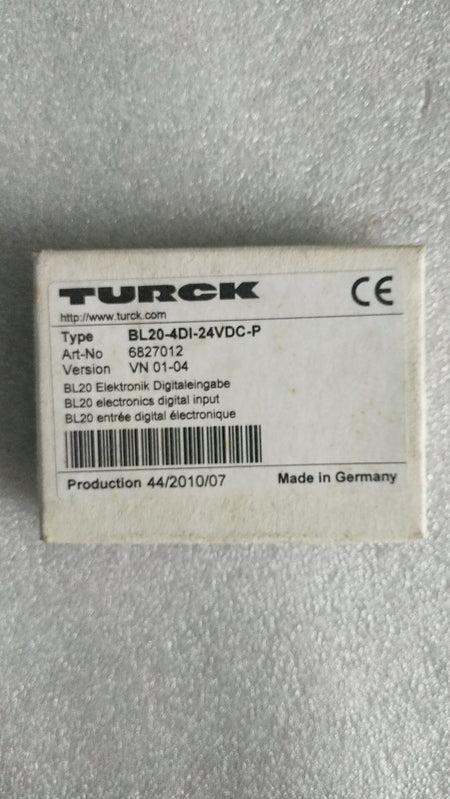 TURCK CE
http://www.turck.com
Type BL20-4DI-24VDC-P
Art-No 6827012
Version VN 01-04
BL20 Elektronik Digitaleingabe
BL20 electronics digital input
BL20 entrée digital électronique
Production 44/2010/07 Made in Germany